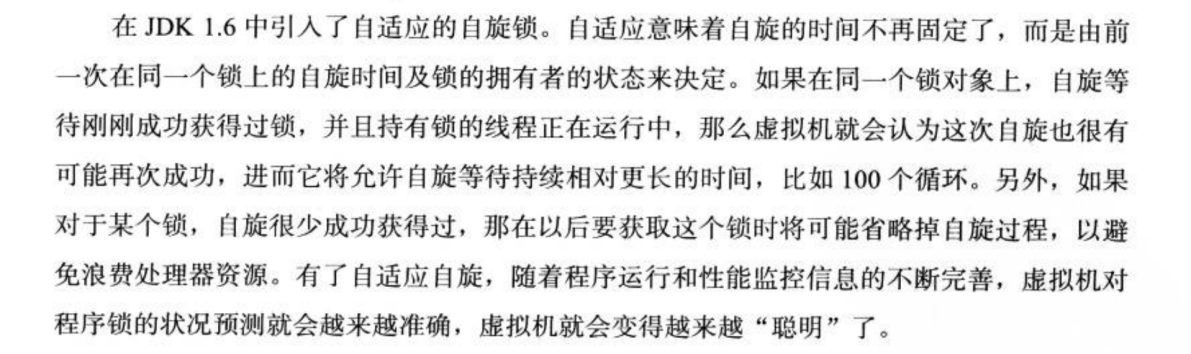 在 JDK 1.6 中引入了自适应的自旋锁。自适应意味着自旋的时间不再固定了，而是由前
一次在同一个锁上的自旋时间及锁的拥有者的状态来决定。如果在同一个锁对象上，自旋等
待刚刚成功获得过锁，并且持有锁的线程正在运行中，那么虚拟机就会认为这次自旋也很有
可能再次成功，进而它将允许自旋等待持续相对更长的时间，比如 100 个循环。另外，如果
对于某个锁，自旋很少成功获得过，那在以后要获取这个锁时将可能省略掉自旋过程，以避
免浪费处理器资源。有了自适应自旋，随着程序运行和性能监控信息的不断完善，虚拟机对
程序锁的状况预测就会越来越准确，虚拟机就会变得越来越“聪明”了。